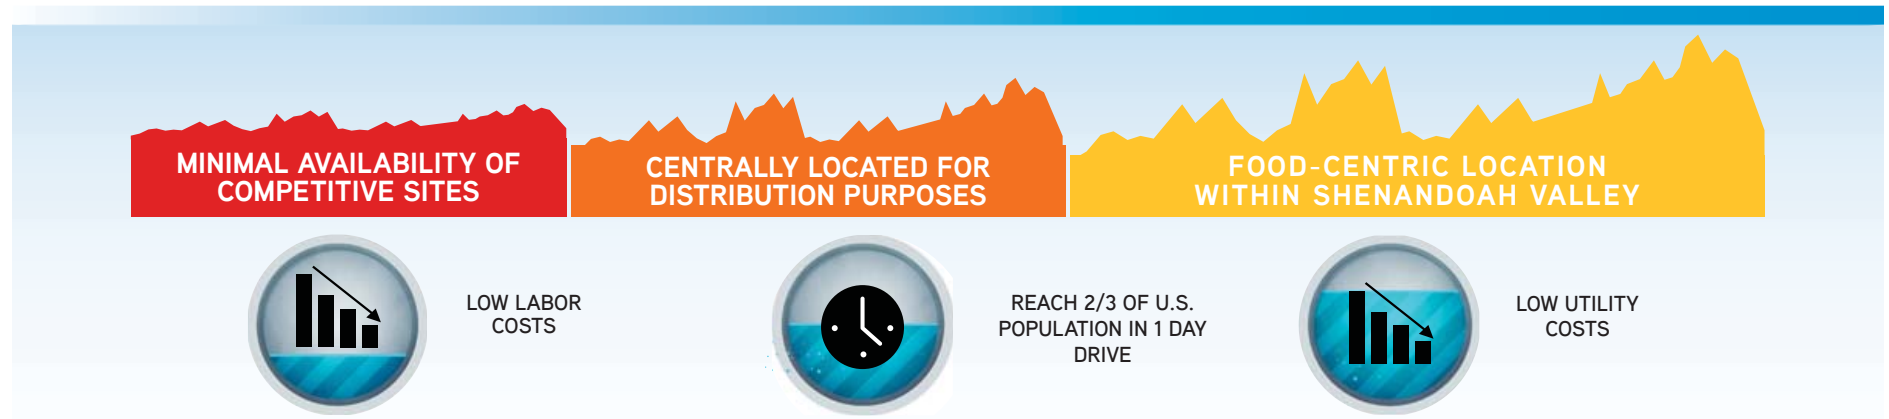 MINIMAL AVAILABILITY OF
COMPETITIVE SITES
CENTRALLY LOCATED FOR
DISTRIBUTION PURPOSES
FOOD-CENTRIC LOCATION
WITHIN SHENANDOAH VALLEY
LOW LABOR
COSTS
REACH 2/3 OF U.S.
POPULATION IN 1 DAY
DRIVE
LOW UTILITY
COSTS